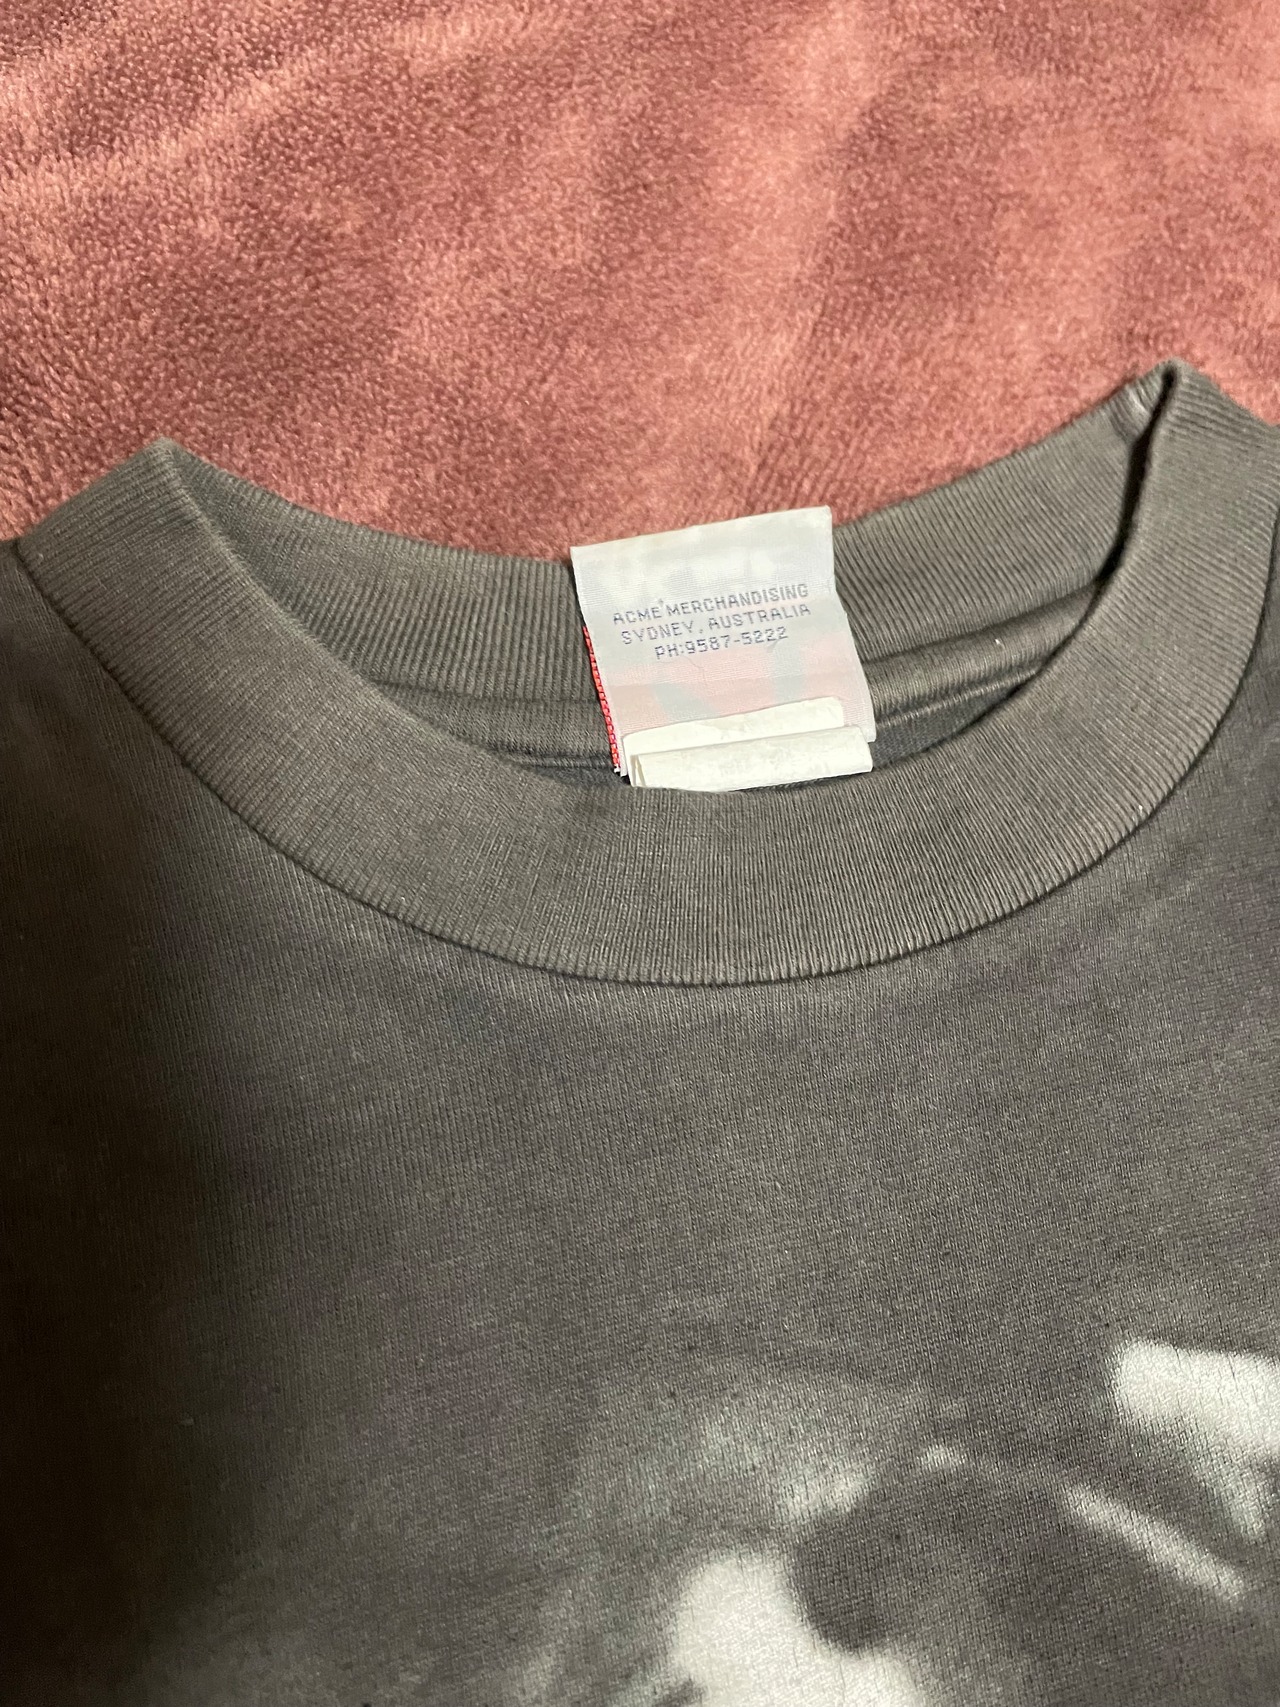 ACME MERCHANDISING
SYDNEY, AUSTRALIA
PH:9587-5222